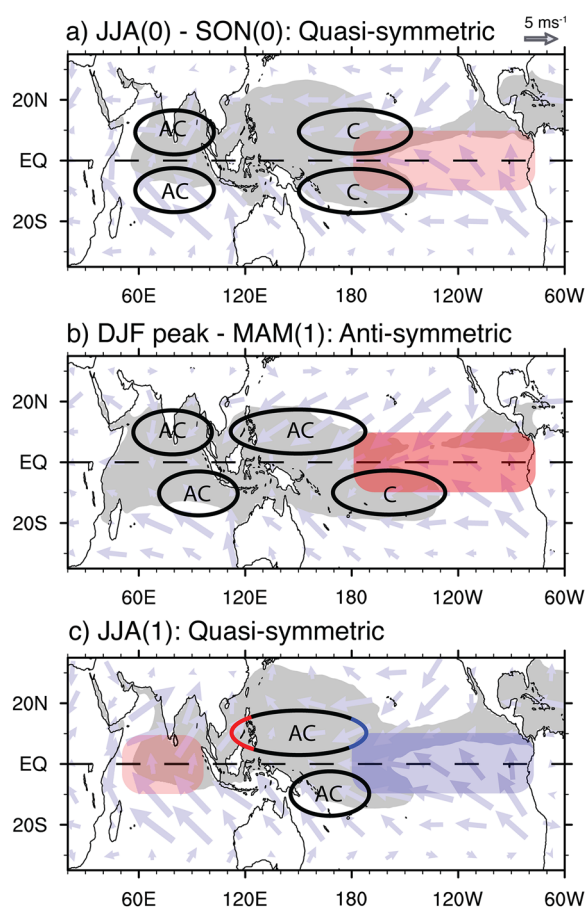 a) JJA(0) - SON(0): Quasi-symmetric
5 ms-1
20N
AC
C
EQ
AC
C
20S
60E 120E 180 120W 60W
b) DJF peak - MAM(1): Anti-symmetric
20N
AC
AC
EQ
AC
C
20S
60E 120E 180 120W 60W
c) JJA(1): Quasi-symmetric
20N
AC
EQ
AC
20S
60E 120E 180 120W 60W